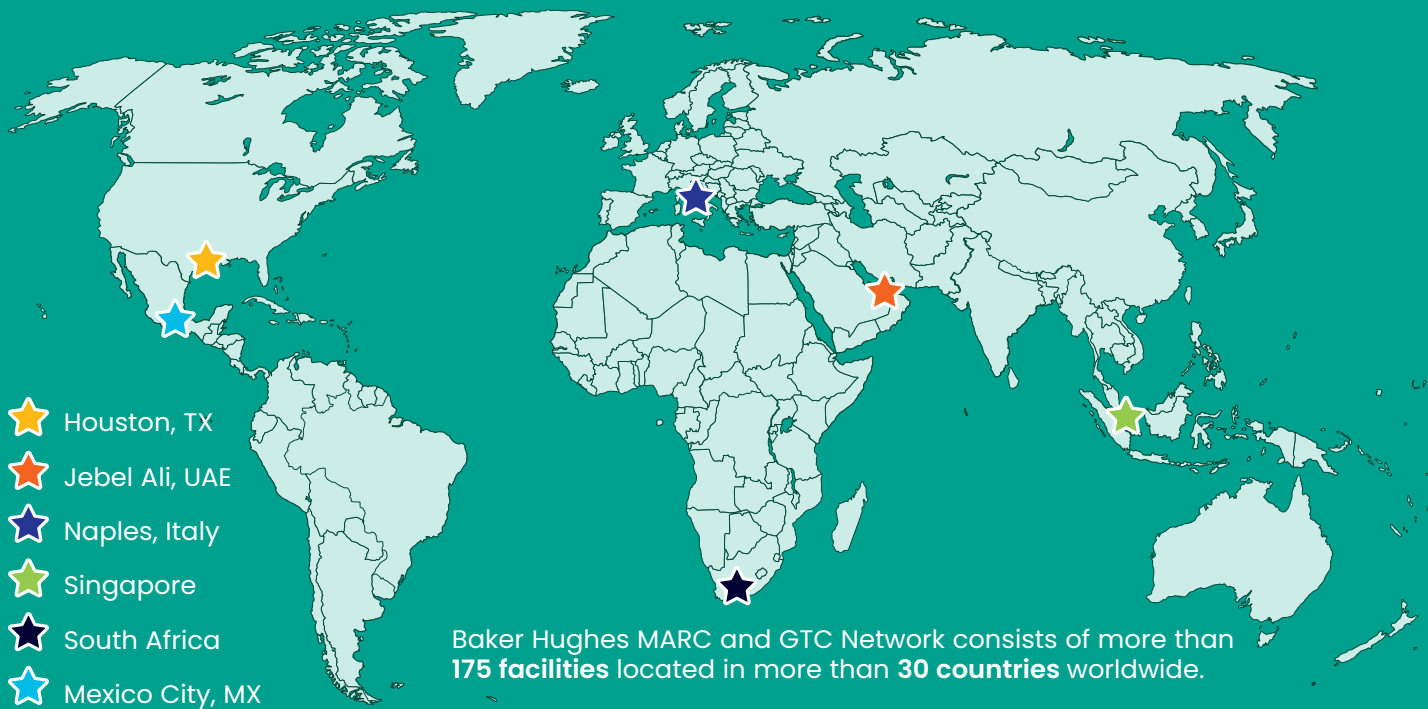 Houston, TX
Jebel Ali, UAE
Naples, Italy
Singapore
South Africa
Mexico City, MX
Baker Hughes MARC and GTC Network consists of more than
175 facilities located in more than 30 countries worldwide.